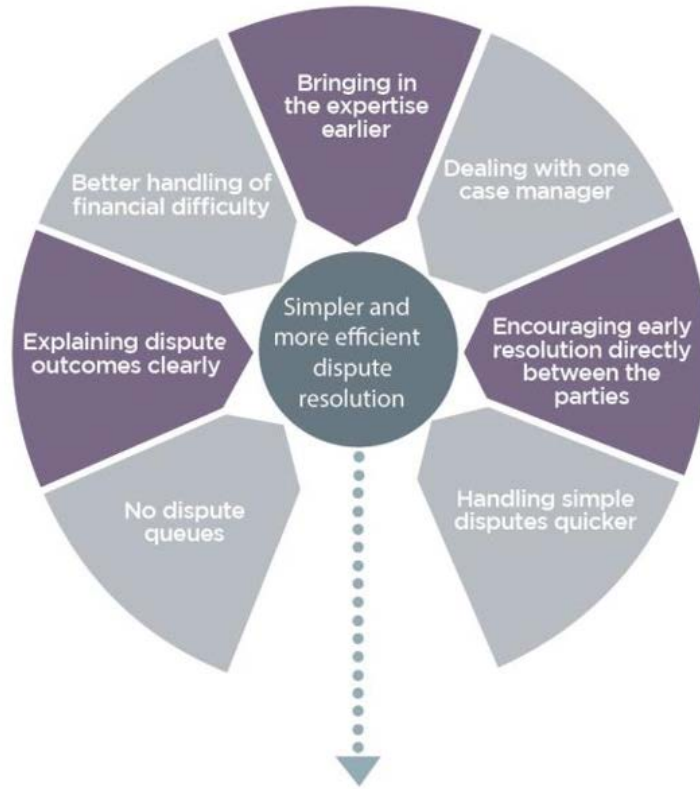 Bringing in
the expertise
earlier
Better handling of
financial difficulty
Dealing with one
case manager
Explaining dispute
outcomes clearly
Simpler and
more efficient
dispute
resolution
Encouraging early
resolution directly
between the
parties
No dispute
queues
Handling simple
disputes quicker